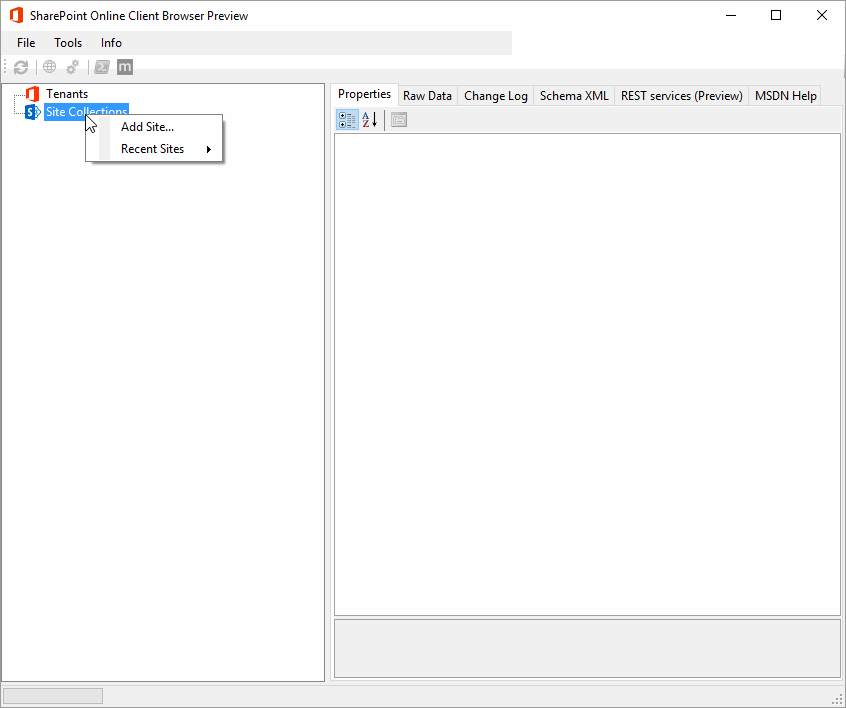 SharePoint Online Client Browser Preview
File Tools Info
Tenants
Site Collections
Add Site...
Recent Sites
Properties Raw Data Change Log Schema XML REST services (Preview) MSDN Help